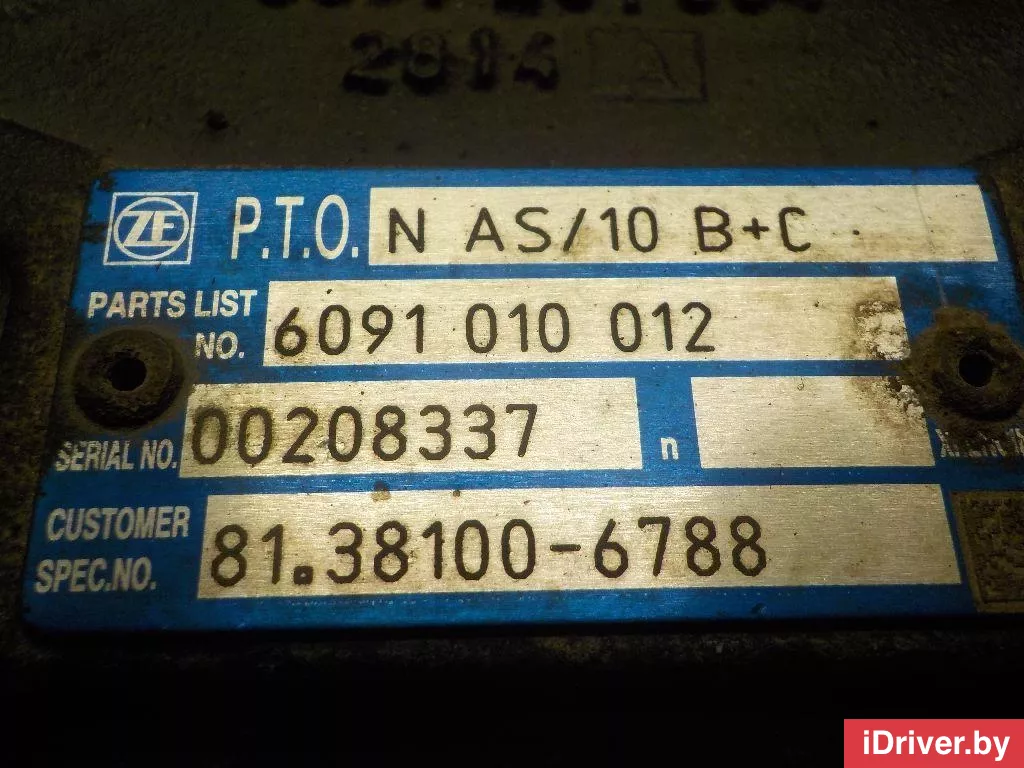 2814 A
ZF P.T.O. N AS/10 B+C
PARTS LIST
NO. 6091 010 012
SERIAL NO. 00208337 n
CUSTOMER
SPEC.NO. 81.38100-6788
iDriver.by